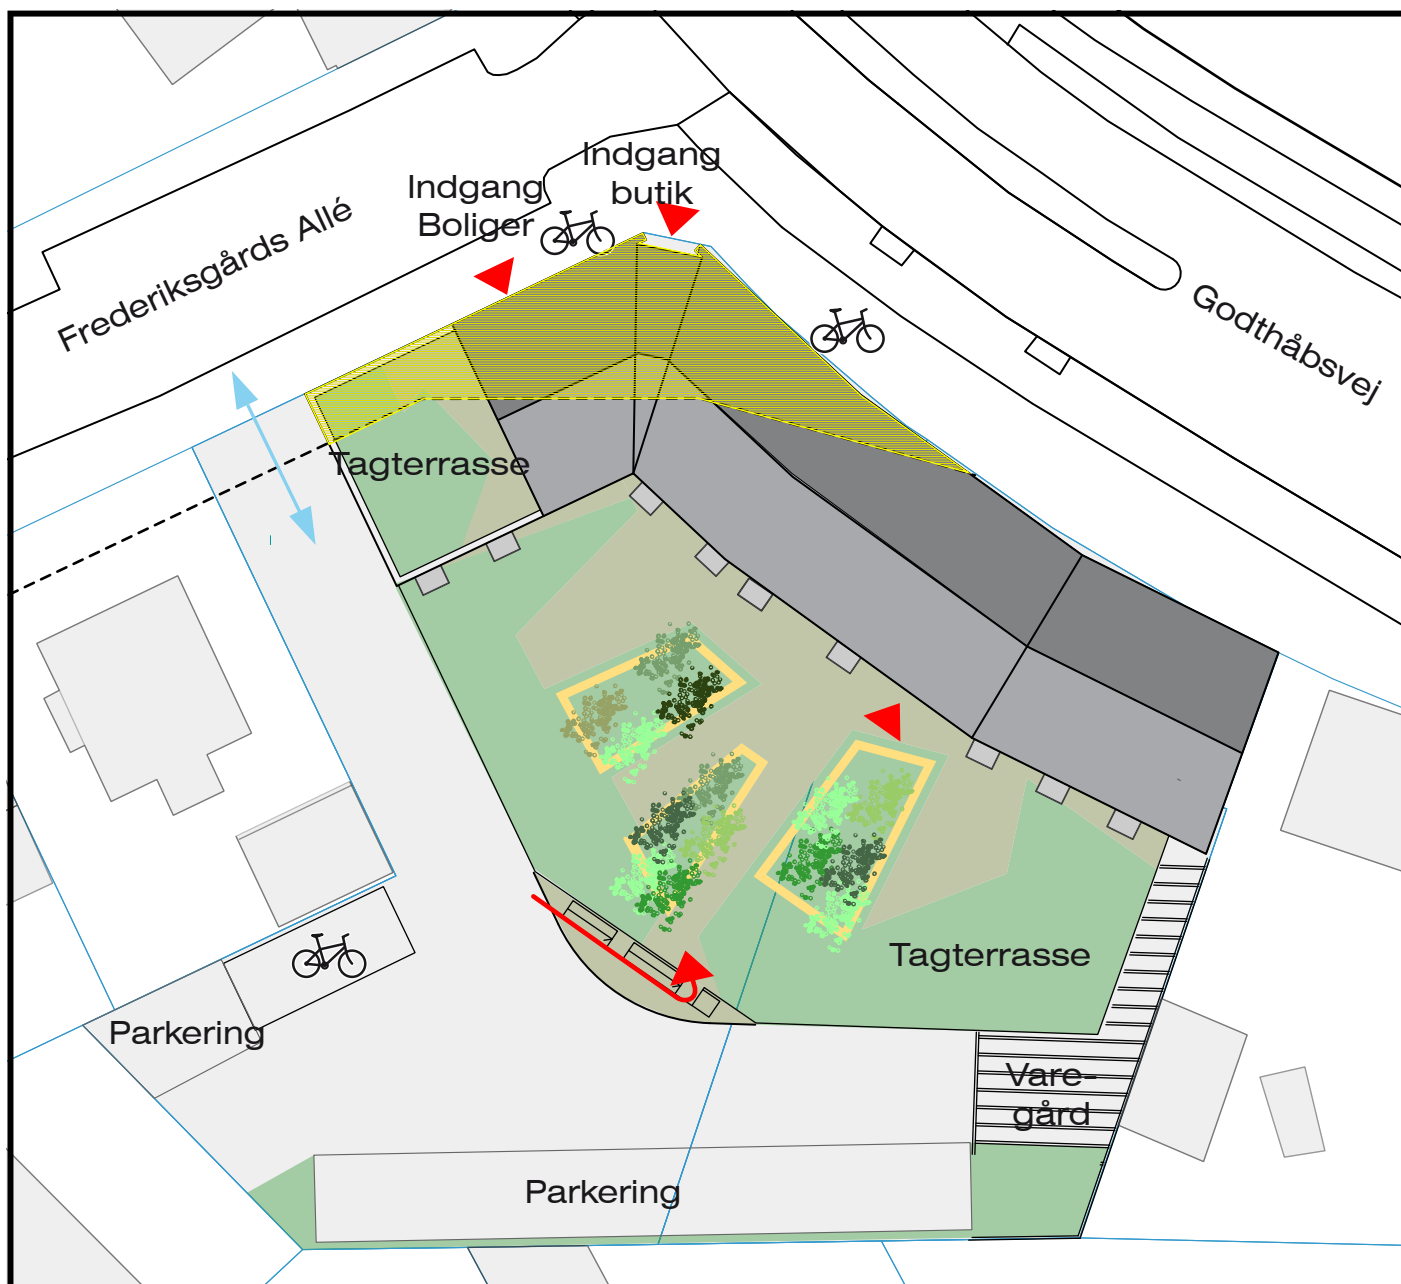 Indgang
butik
Indgang
Boliger
Frederiksgårds Allé
Godthåbsvej
Tagterrasse
Tagterrasse
Parkering
Vare-
gård
Parkering